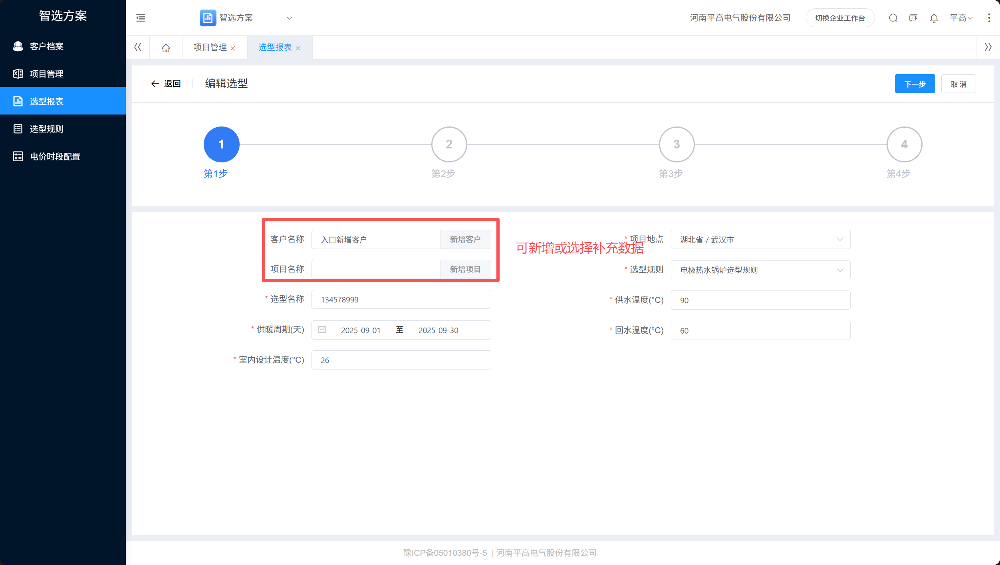 智选方案
客户档案
项目管理
选型报表
选型规则
电价时段配置
智选方案
河南平高电气股份有限公司
切换企业工作台
平高
项目管理
选型报表
返回
编辑选型
下一步
取 消
1
2
3
4
第1步
第2步
第3步
第4步
客户名称
入口新增客户
新增客户
项目名称
新增项目
可新增或选择补充数据
* 项目地点
湖北省 / 武汉市
* 选型规则
电极热水锅炉选型规则
* 选型名称
134578999
* 供水温度(°C)
90
* 供暖周期(天)
2025-09-01 至 2025-09-30
* 回水温度(°C)
60
* 室内设计温度(°C)
26
豫ICP备05010380号-5 | 河南平高电气股份有限公司